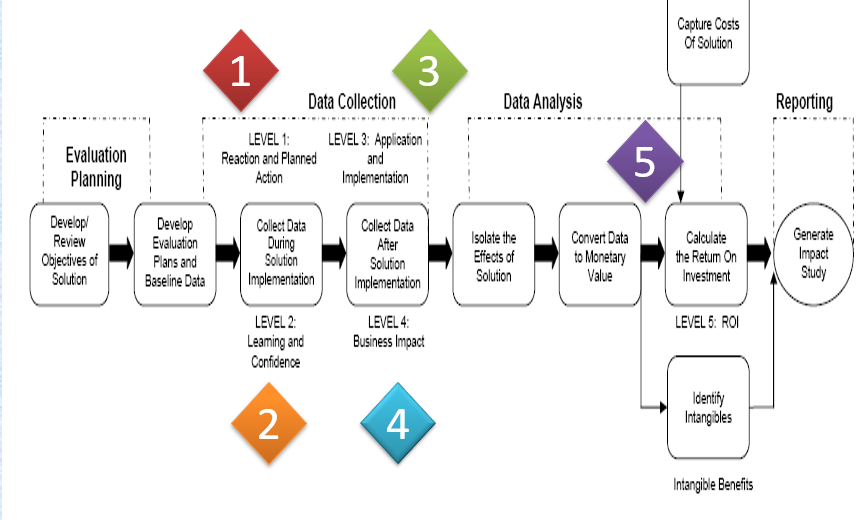 Capture Costs
Of Solution
1
3
Data Collection
Data Analysis
Reporting
Evaluation
Planning
LEVEL 1:
Reaction and Planned
Action
LEVEL 3: Application
and
Implementation
5
Develop/
Review
Objectives of
Solution
Develop
Evaluation
Plans and
Baseline Data
Collect Data
During
Solution
Implementation
Collect Data
After
Solution
Implementation
Isolate the
Effects of
Solution
Convert Data
to Monetary
Value
Calculate
the Return On
Investment
Generate
Impact
Study
LEVEL 2:
Learning and
Confidence
LEVEL 4:
Business Impact
LEVEL 5: ROI
2
4
Identify
Intangibles
Intangible Benefits